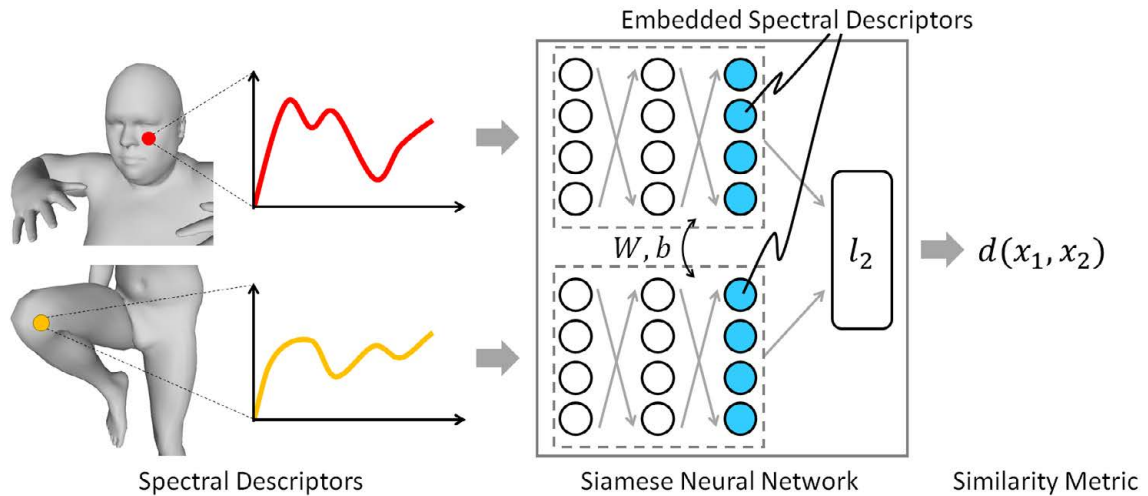 Embedded Spectral Descriptors
W, b
l₂
d(x₁, x₂)
Spectral Descriptors
Siamese Neural Network
Similarity Metric